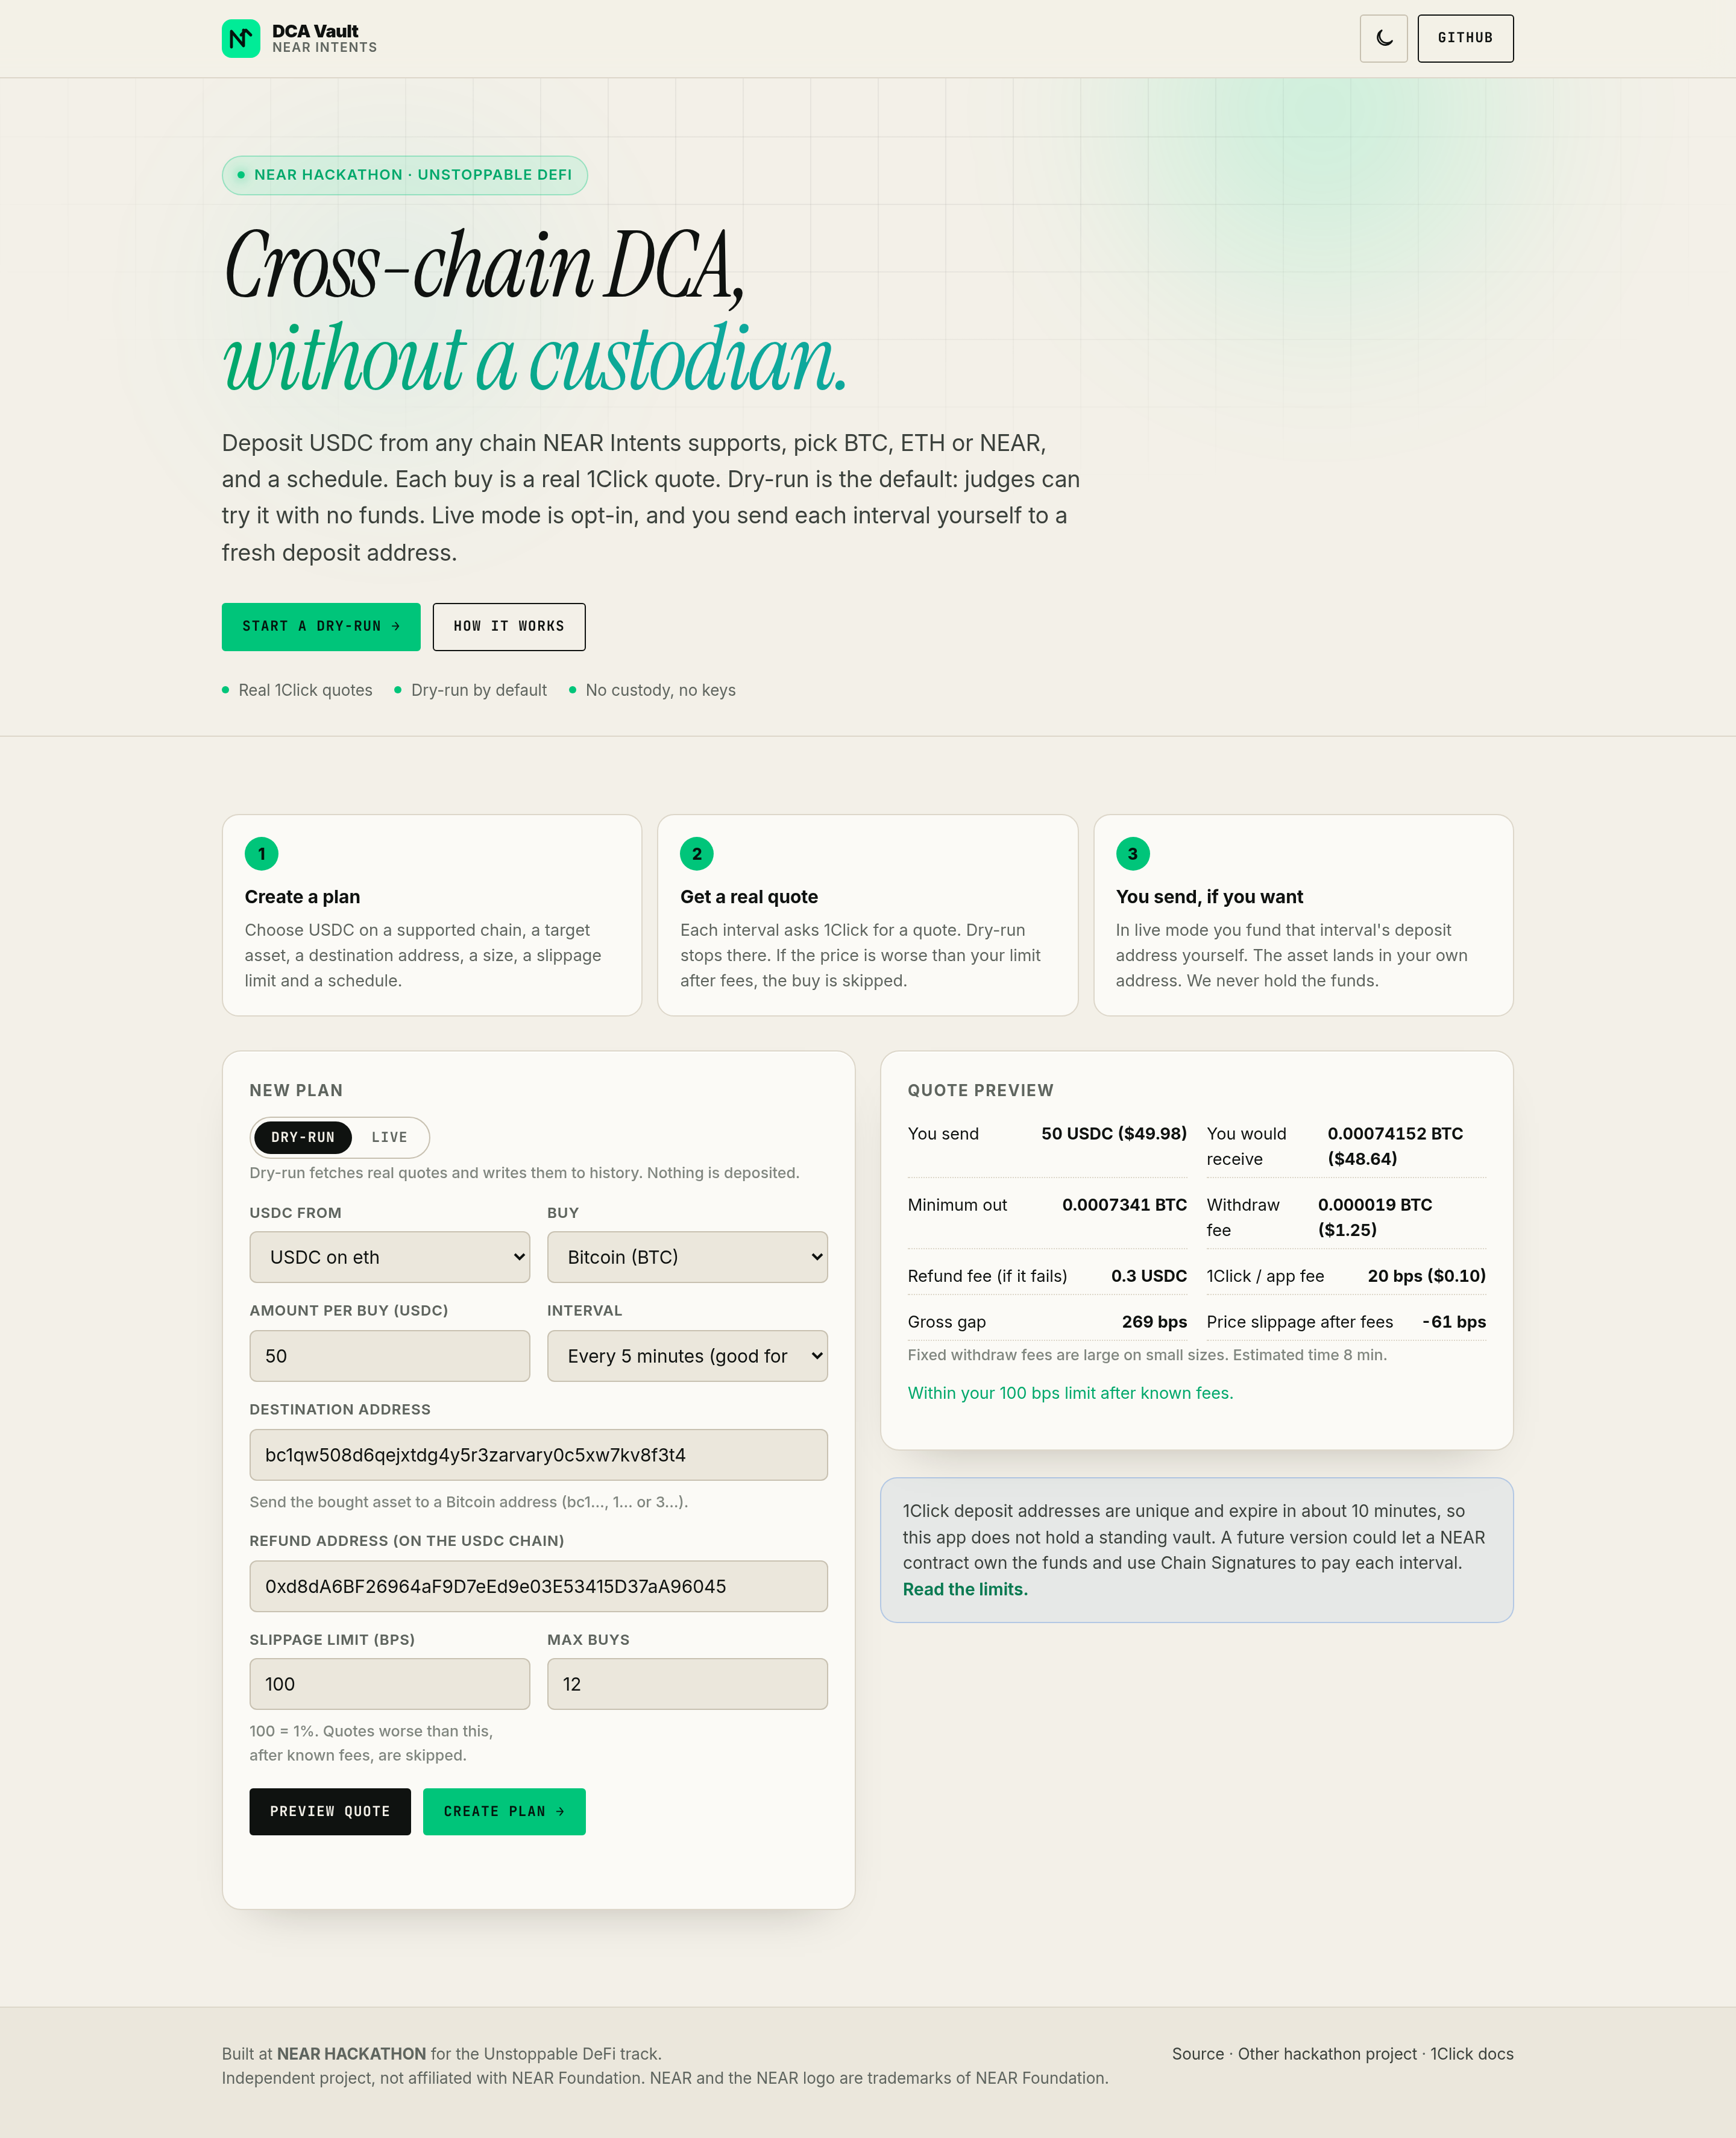 DCA Vault
NEAR INTENTS
GITHUB
NEAR HACKATHON · UNSTOPPABLE DEFI
Cross-chain DCA,
without a custodian.
Deposit USDC from any chain NEAR Intents supports, pick BTC, ETH or NEAR,
and a schedule. Each buy is a real 1Click quote. Dry-run is the default: judges can
try it with no funds. Live mode is opt-in, and you send each interval yourself to a
fresh deposit address.
START A DRY-RUN →
HOW IT WORKS
Real 1Click quotes
Dry-run by default
No custody, no keys
1
Create a plan
Choose USDC on a supported chain, a target
asset, a destination address, a size, a slippage
limit and a schedule.
2
Get a real quote
Each interval asks 1Click for a quote. Dry-run
stops there. If the price is worse than your limit
after fees, the buy is skipped.
3
You send, if you want
In live mode you fund that interval's deposit
address yourself. The asset lands in your own
address. We never hold the funds.
NEW PLAN
DRY-RUN LIVE
Dry-run fetches real quotes and writes them to history. Nothing is deposited.
USDC FROM
USDC on eth
BUY
Bitcoin (BTC)
AMOUNT PER BUY (USDC)
50
INTERVAL
Every 5 minutes (good for
DESTINATION ADDRESS
bc1qw508d6qejxtdg4y5r3zarvary0c5xw7kv8f3t4
Send the bought asset to a Bitcoin address (bc1..., 1... or 3...).
REFUND ADDRESS (ON THE USDC CHAIN)
0xd8dA6BF26964aF9D7eEd9e03E53415D37aA96045
SLIPPAGE LIMIT (BPS)
100
100 = 1%. Quotes worse than this,
after known fees, are skipped.
MAX BUYS
12
PREVIEW QUOTE
CREATE PLAN →
QUOTE PREVIEW
You send 50 USDC ($49.98)
You would receive 0.00074152 BTC ($48.64)
Minimum out 0.0007341 BTC
Withdraw fee 0.000019 BTC ($1.25)
Refund fee (if it fails) 0.3 USDC
1Click / app fee 20 bps ($0.10)
Gross gap 269 bps
Price slippage after fees -61 bps
Fixed withdraw fees are large on small sizes. Estimated time 8 min.
Within your 100 bps limit after known fees.
1Click deposit addresses are unique and expire in about 10 minutes, so
this app does not hold a standing vault. A future version could let a NEAR
contract own the funds and use Chain Signatures to pay each interval.
Read the limits.
Built at NEAR HACKATHON for the Unstoppable DeFi track.
Independent project, not affiliated with NEAR Foundation. NEAR and the NEAR logo are trademarks of NEAR Foundation.
Source · Other hackathon project · 1Click docs